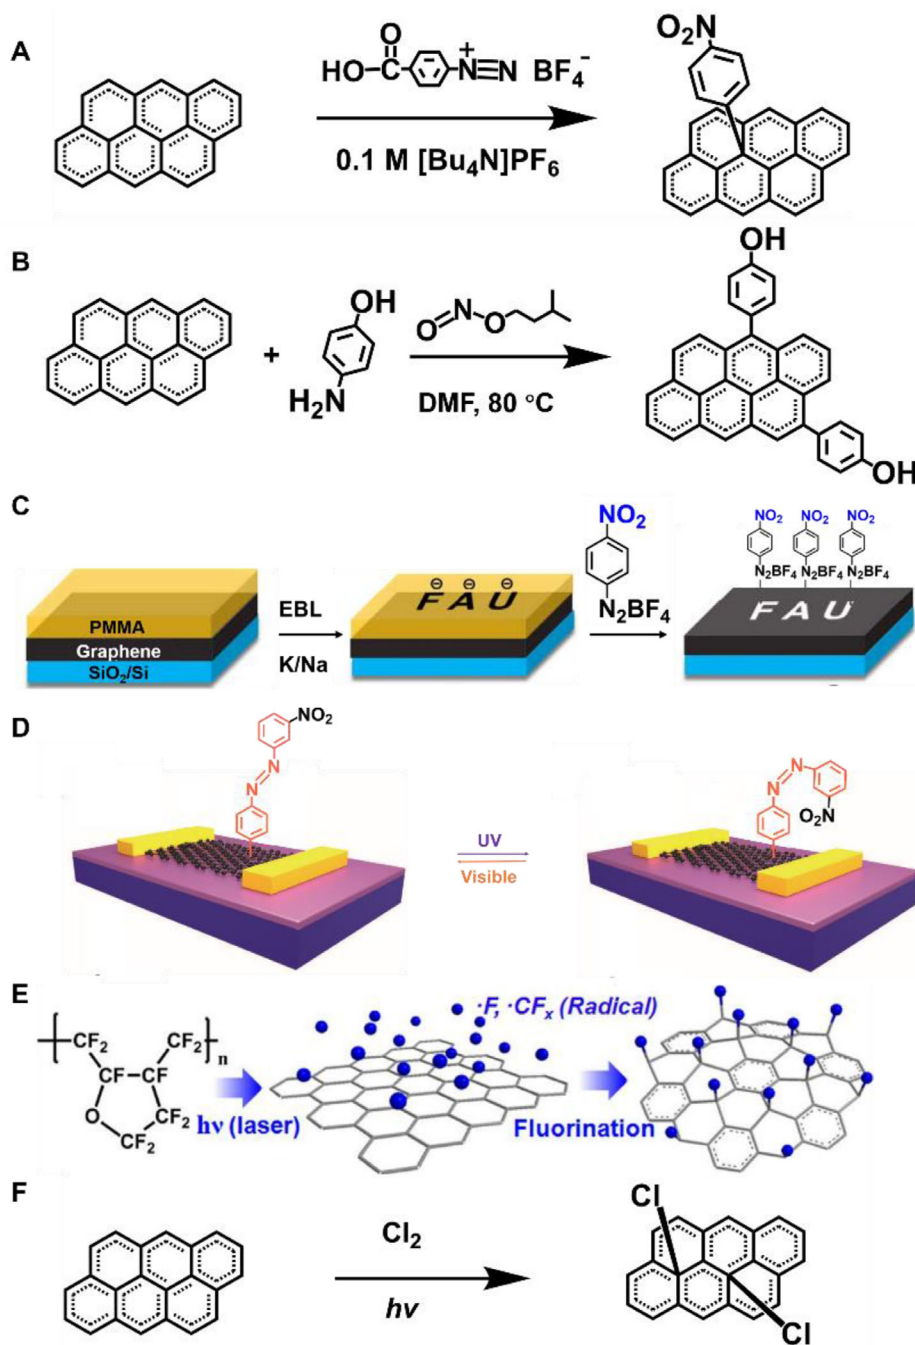 A
HO
O
C
+
N≡N BF4−
0.1 M [Bu4N]PF6
O2N
B
+
OH
H2N
O
N
O
DMF, 80 °C
OH
OH
C
PMMA
Graphene
SiO2/Si
EBL
K/Na
⊖ ⊖ ⊖
F A U
NO2
N2BF4
NO2 NO2 NO2
N2BF4 N2BF4 N2BF4
F A U
D
NO2
N
N
UV
Visible
N
N
O2N
E
n
CF2 CF2
CF CF
O
CF2
CF2
CF2
hν (laser)
·F, ·CFx (Radical)
Fluorination
F
Cl2
hν
Cl
Cl